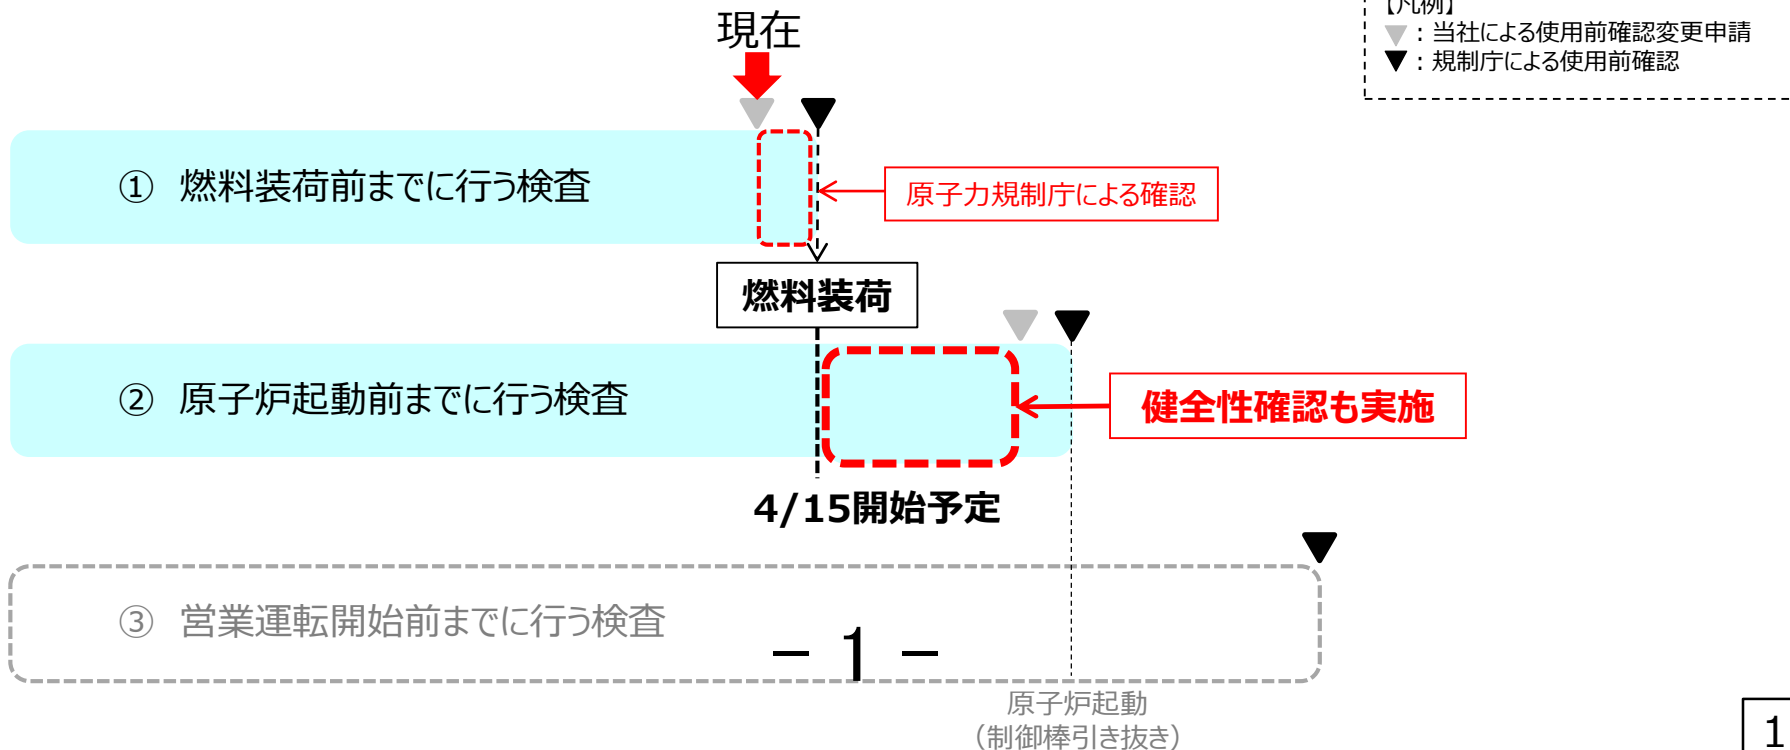 現在
【凡例】
▼：当社による使用前確認変更申請
▼：規制庁による使用前確認
① 燃料装荷前までに行う検査
原子力規制庁による確認
燃料装荷
② 原子炉起動前までに行う検査
健全性確認も実施
4/15開始予定
③ 営業運転開始前までに行う検査
－ 1 －
原子炉起動
（制御棒引き抜き）
1